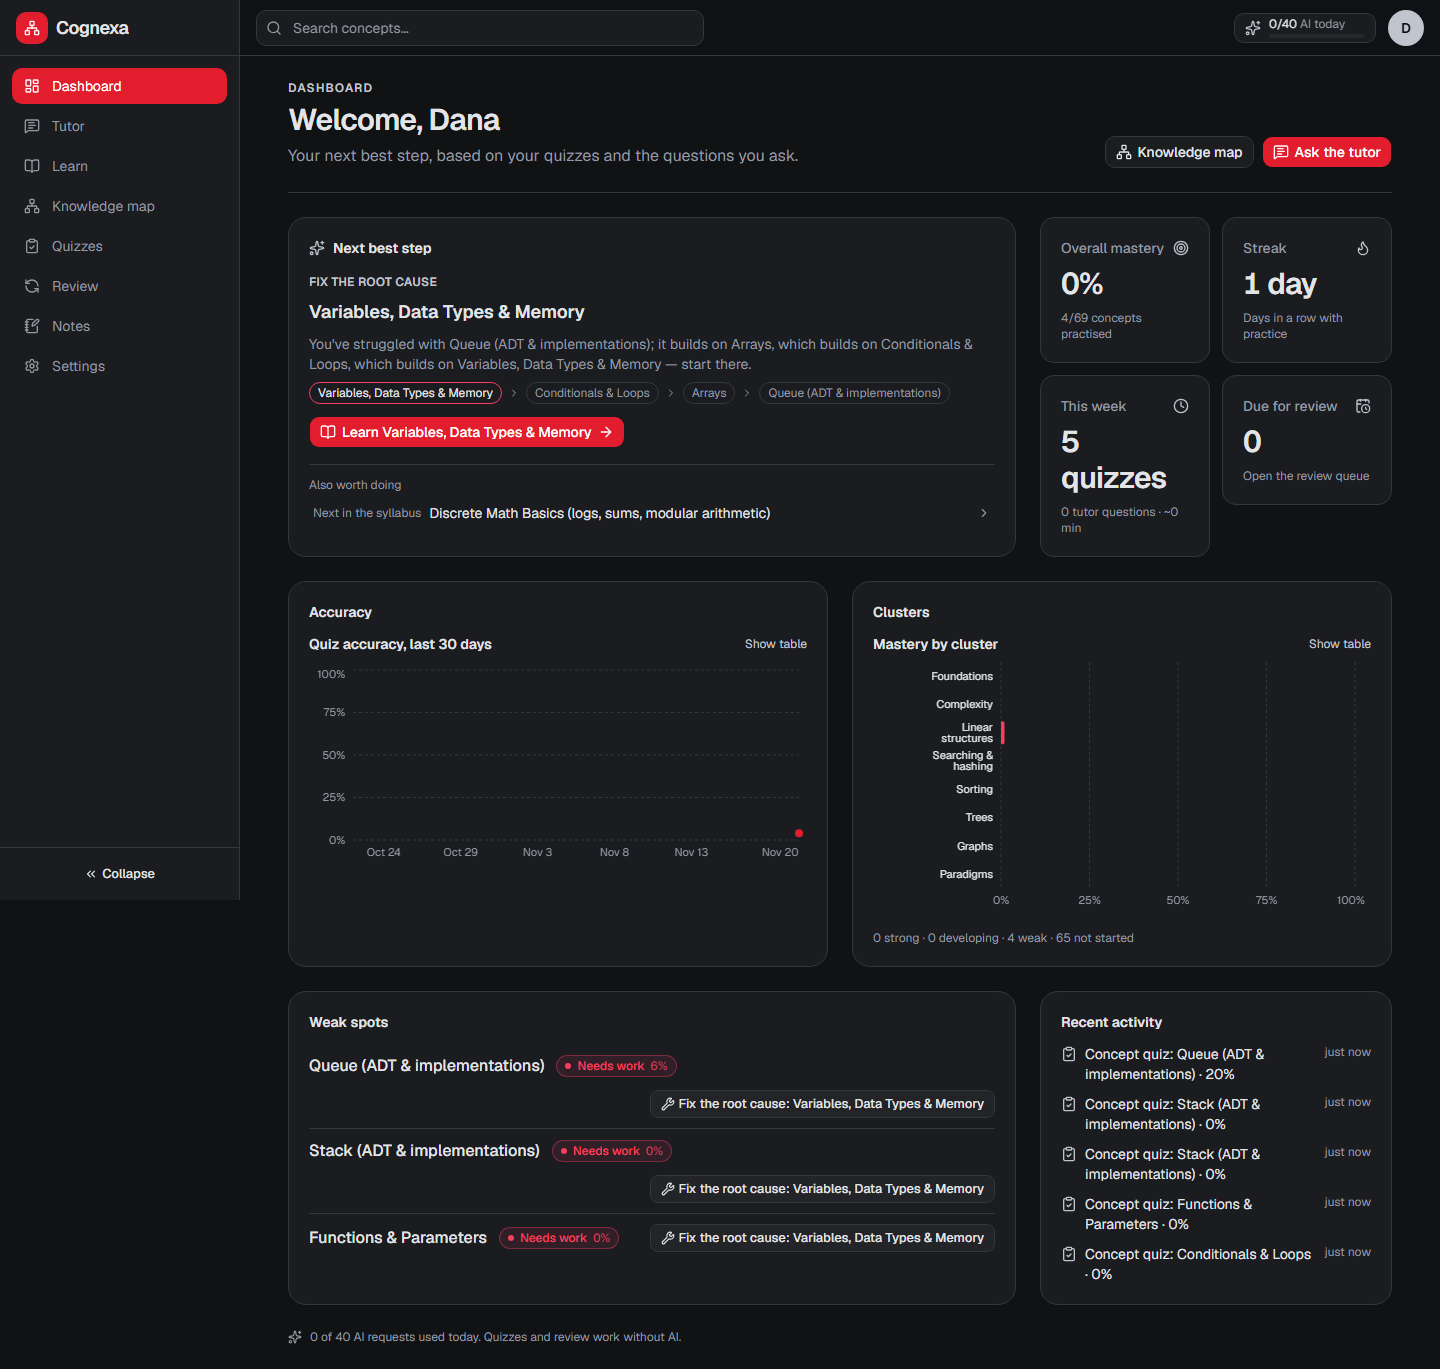 Cognexa
Search concepts...
0/40 AI today
D
Dashboard
Tutor
Learn
Knowledge map
Quizzes
Review
Notes
Settings
Collapse
DASHBOARD
Welcome, Dana
Your next best step, based on your quizzes and the questions you ask.
Knowledge map
Ask the tutor
Next best step
FIX THE ROOT CAUSE
Variables, Data Types & Memory
You've struggled with Queue (ADT & implementations); it builds on Arrays, which builds on Conditionals &
Loops, which builds on Variables, Data Types & Memory — start there.
Variables, Data Types & Memory > Conditionals & Loops > Arrays > Queue (ADT & implementations)
Learn Variables, Data Types & Memory →
Also worth doing
Next in the syllabus Discrete Math Basics (logs, sums, modular arithmetic)
Overall mastery
0%
4/69 concepts
practised
Streak
1 day
Days in a row with
practice
This week
5
quizzes
0 tutor questions · ~0
min
Due for review
0
Open the review queue
Accuracy
Quiz accuracy, last 30 days
Show table
100%
75%
50%
25%
0%
Oct 24 Oct 29 Nov 3 Nov 8 Nov 13 Nov 20
Clusters
Mastery by cluster
Show table
Foundations
Complexity
Linear
structures
Searching &
hashing
Sorting
Trees
Graphs
Paradigms
0% 25% 50% 75% 100%
0 strong · 0 developing · 4 weak · 65 not started
Weak spots
Queue (ADT & implementations) Needs work 6%
Fix the root cause: Variables, Data Types & Memory
Stack (ADT & implementations) Needs work 0%
Fix the root cause: Variables, Data Types & Memory
Functions & Parameters Needs work 0%
Fix the root cause: Variables, Data Types & Memory
Recent activity
Concept quiz: Queue (ADT & just now
implementations) · 20%
Concept quiz: Stack (ADT & just now
implementations) · 0%
Concept quiz: Stack (ADT & just now
implementations) · 0%
Concept quiz: Functions & just now
Parameters · 0%
Concept quiz: Conditionals & Loops just now
· 0%
0 of 40 AI requests used today. Quizzes and review work without AI.